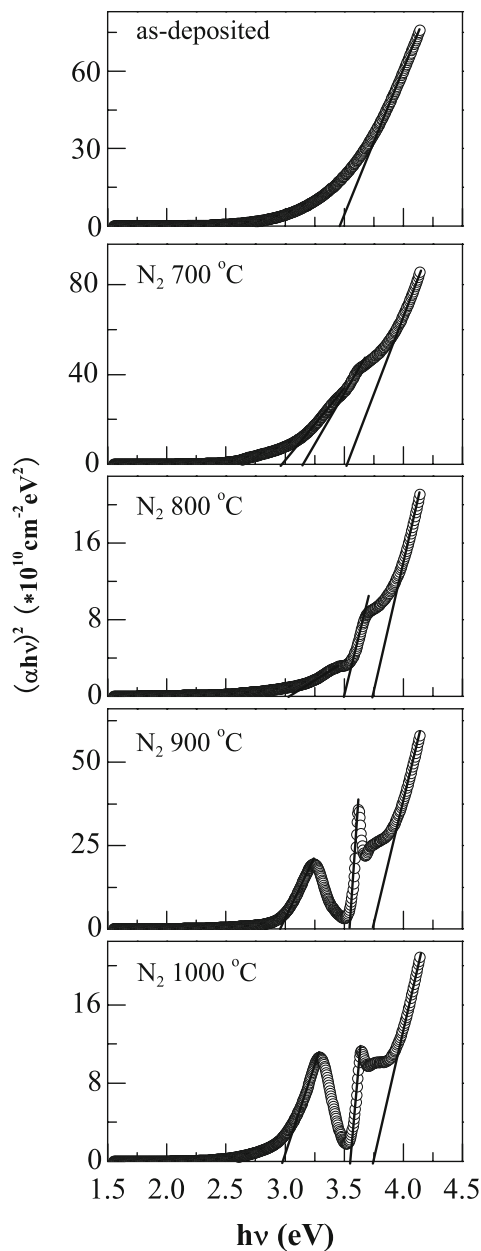 as-deposited
60
30
0
N₂ 700 °C
80
40
0
N₂ 800 °C
16
8
0
N₂ 900 °C
50
25
0
N₂ 1000 °C
16
8
0
1.5 2.0 2.5 3.0 3.5 4.0 4.5
hν (eV)
(αhν)² (*10¹⁰cm⁻²eV²)